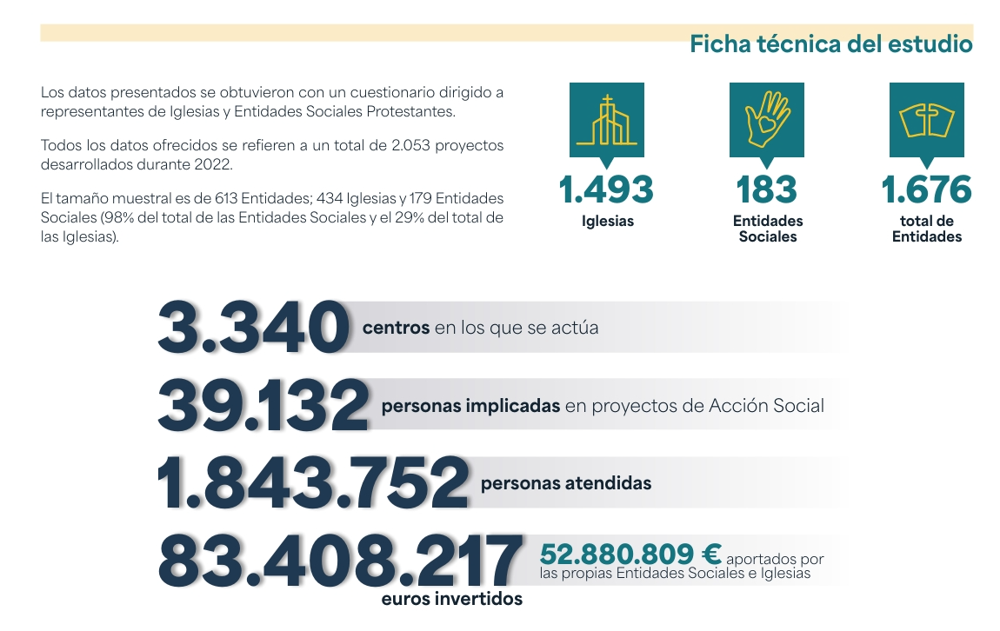 Ficha técnica del estudio
Los datos presentados se obtuvieron con un cuestionario dirigido a
representantes de Iglesias y Entidades Sociales Protestantes.
Todos los datos ofrecidos se refieren a un total de 2.053 proyectos
desarrollados durante 2022.
El tamaño muestral es de 613 Entidades; 434 Iglesias y 179 Entidades
Sociales (98% del total de las Entidades Sociales y el 29% del total de
las Iglesias).
1.493
Iglesias
183
Entidades
Sociales
1.676
total de
Entidades
3.340 centros en los que se actúa
39.132 personas implicadas en proyectos de Acción Social
1.843.752 personas atendidas
83.408.217
euros invertidos
52.880.809 € aportados por
las propias Entidades Sociales e Iglesias